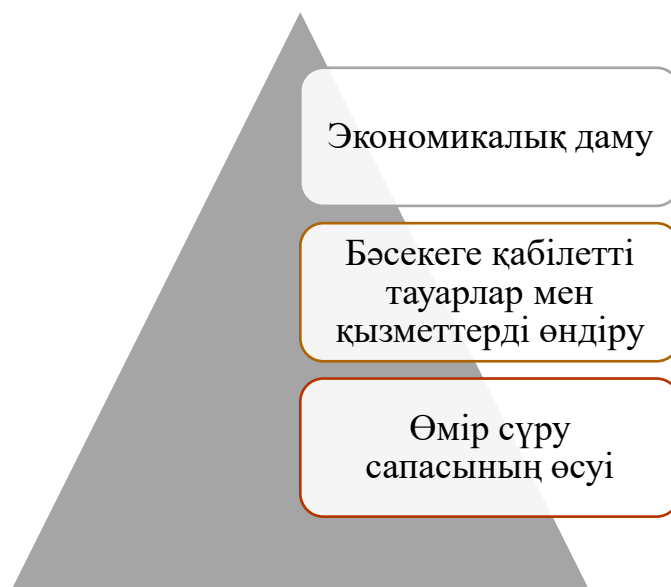 Экономикалық даму
Бәсекеге қабілетті
тауарлар мен
қызметтерді өндіру
Өмір сүру
сапасының өсуі